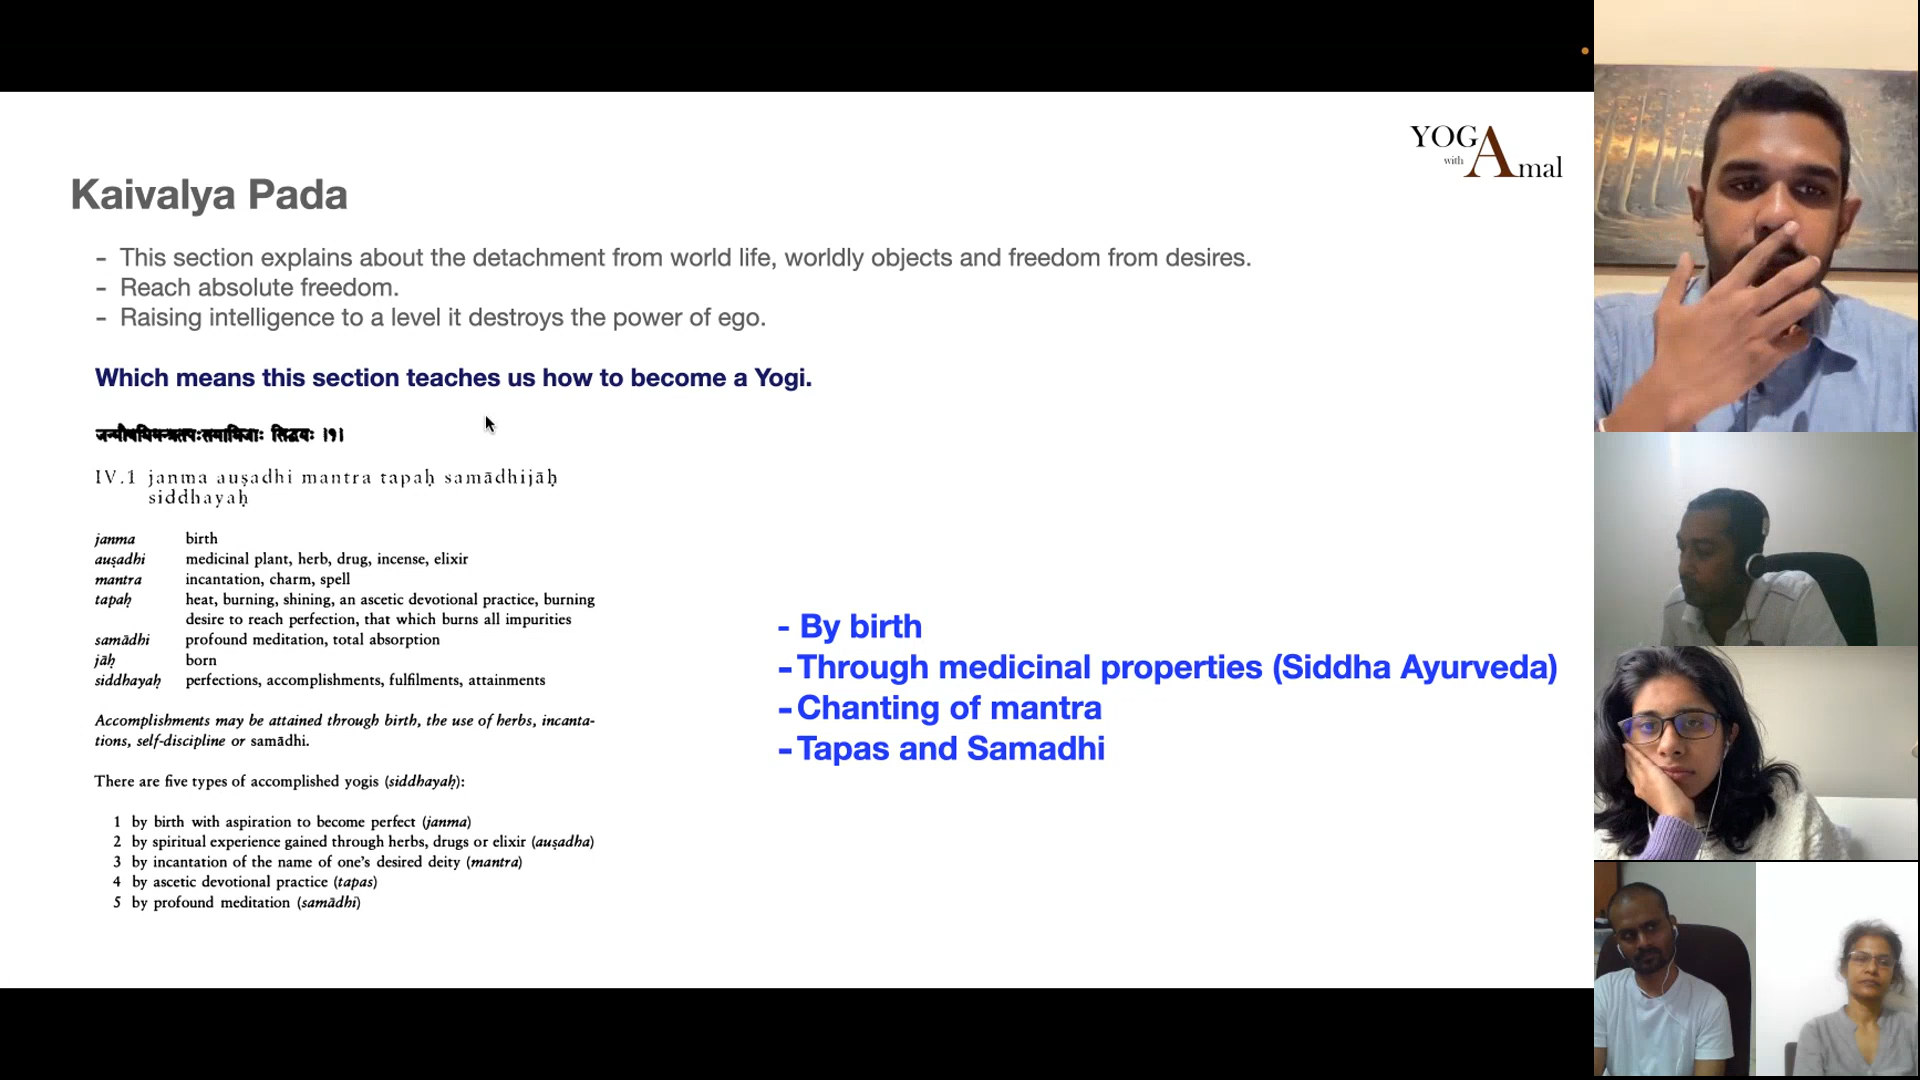 YOGA
with Amal
Kaivalya Pada
- This section explains about the detachment from world life, worldly objects and freedom from desires.
- Reach absolute freedom.
- Raising intelligence to a level it destroys the power of ego.
Which means this section teaches us how to become a Yogi.
जन्मौषधिमन्त्रतपःसमाधिजाः सिद्धयः ।१।
IV.1 janma auṣadhi mantra tapaḥ samādhijāḥ
siddhayaḥ
janma birth
auṣadhi medicinal plant, herb, drug, incense, elixir
mantra incantation, charm, spell
tapaḥ heat, burning, shining, an ascetic devotional practice, burning
desire to reach perfection, that which burns all impurities
samādhi profound meditation, total absorption
jāḥ born
siddhayaḥ perfections, accomplishments, fulfilments, attainments
Accomplishments may be attained through birth, the use of herbs, incanta-
tions, self-discipline or samādhi.
There are five types of accomplished yogis (siddhayaḥ):
1 by birth with aspiration to become perfect (janma)
2 by spiritual experience gained through herbs, drugs or elixir (auṣadha)
3 by incantation of the name of one's desired deity (mantra)
4 by ascetic devotional practice (tapas)
5 by profound meditation (samādhi)
- By birth
- Through medicinal properties (Siddha Ayurveda)
- Chanting of mantra
- Tapas and Samadhi